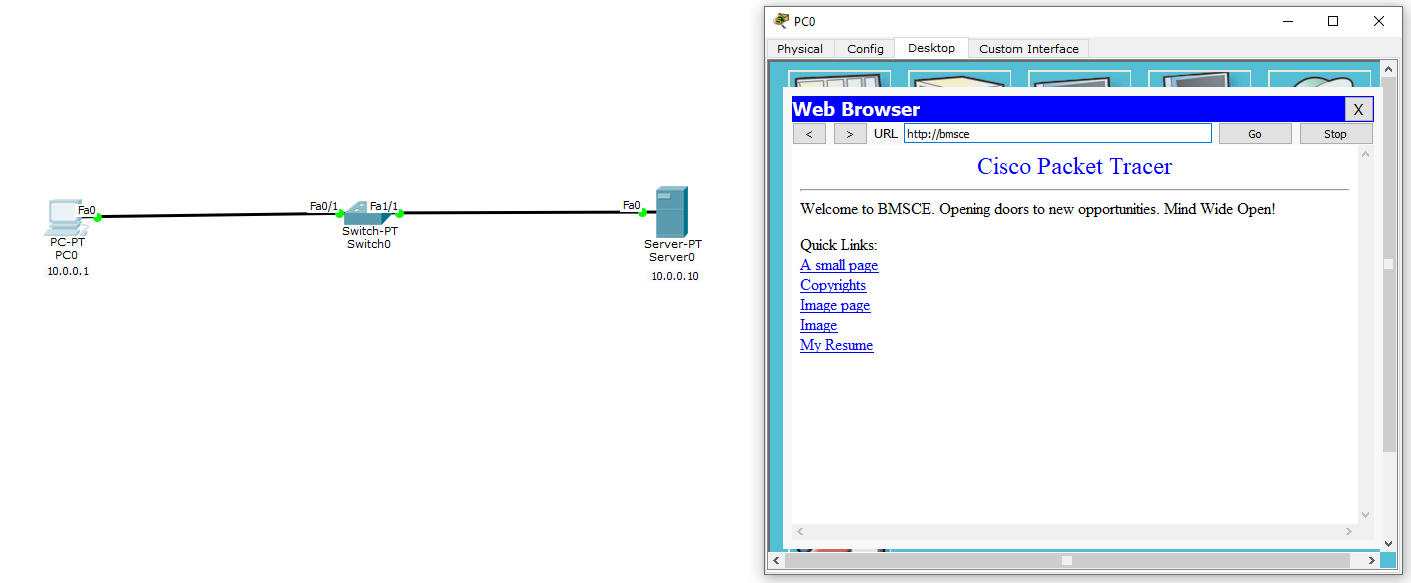 Fa0
PC-PT
PC0
10.0.0.1
Fa0/1
Fa1/1
Switch-PT
Switch0
Fa0
Server-PT
Server0
10.0.0.10
PC0
Physical Config Desktop Custom Interface
Web Browser X
< > URL http://bmsce Go Stop
Cisco Packet Tracer
Welcome to BMSCE. Opening doors to new opportunities. Mind Wide Open!
Quick Links:
A small page
Copyrights
Image page
Image
My Resume